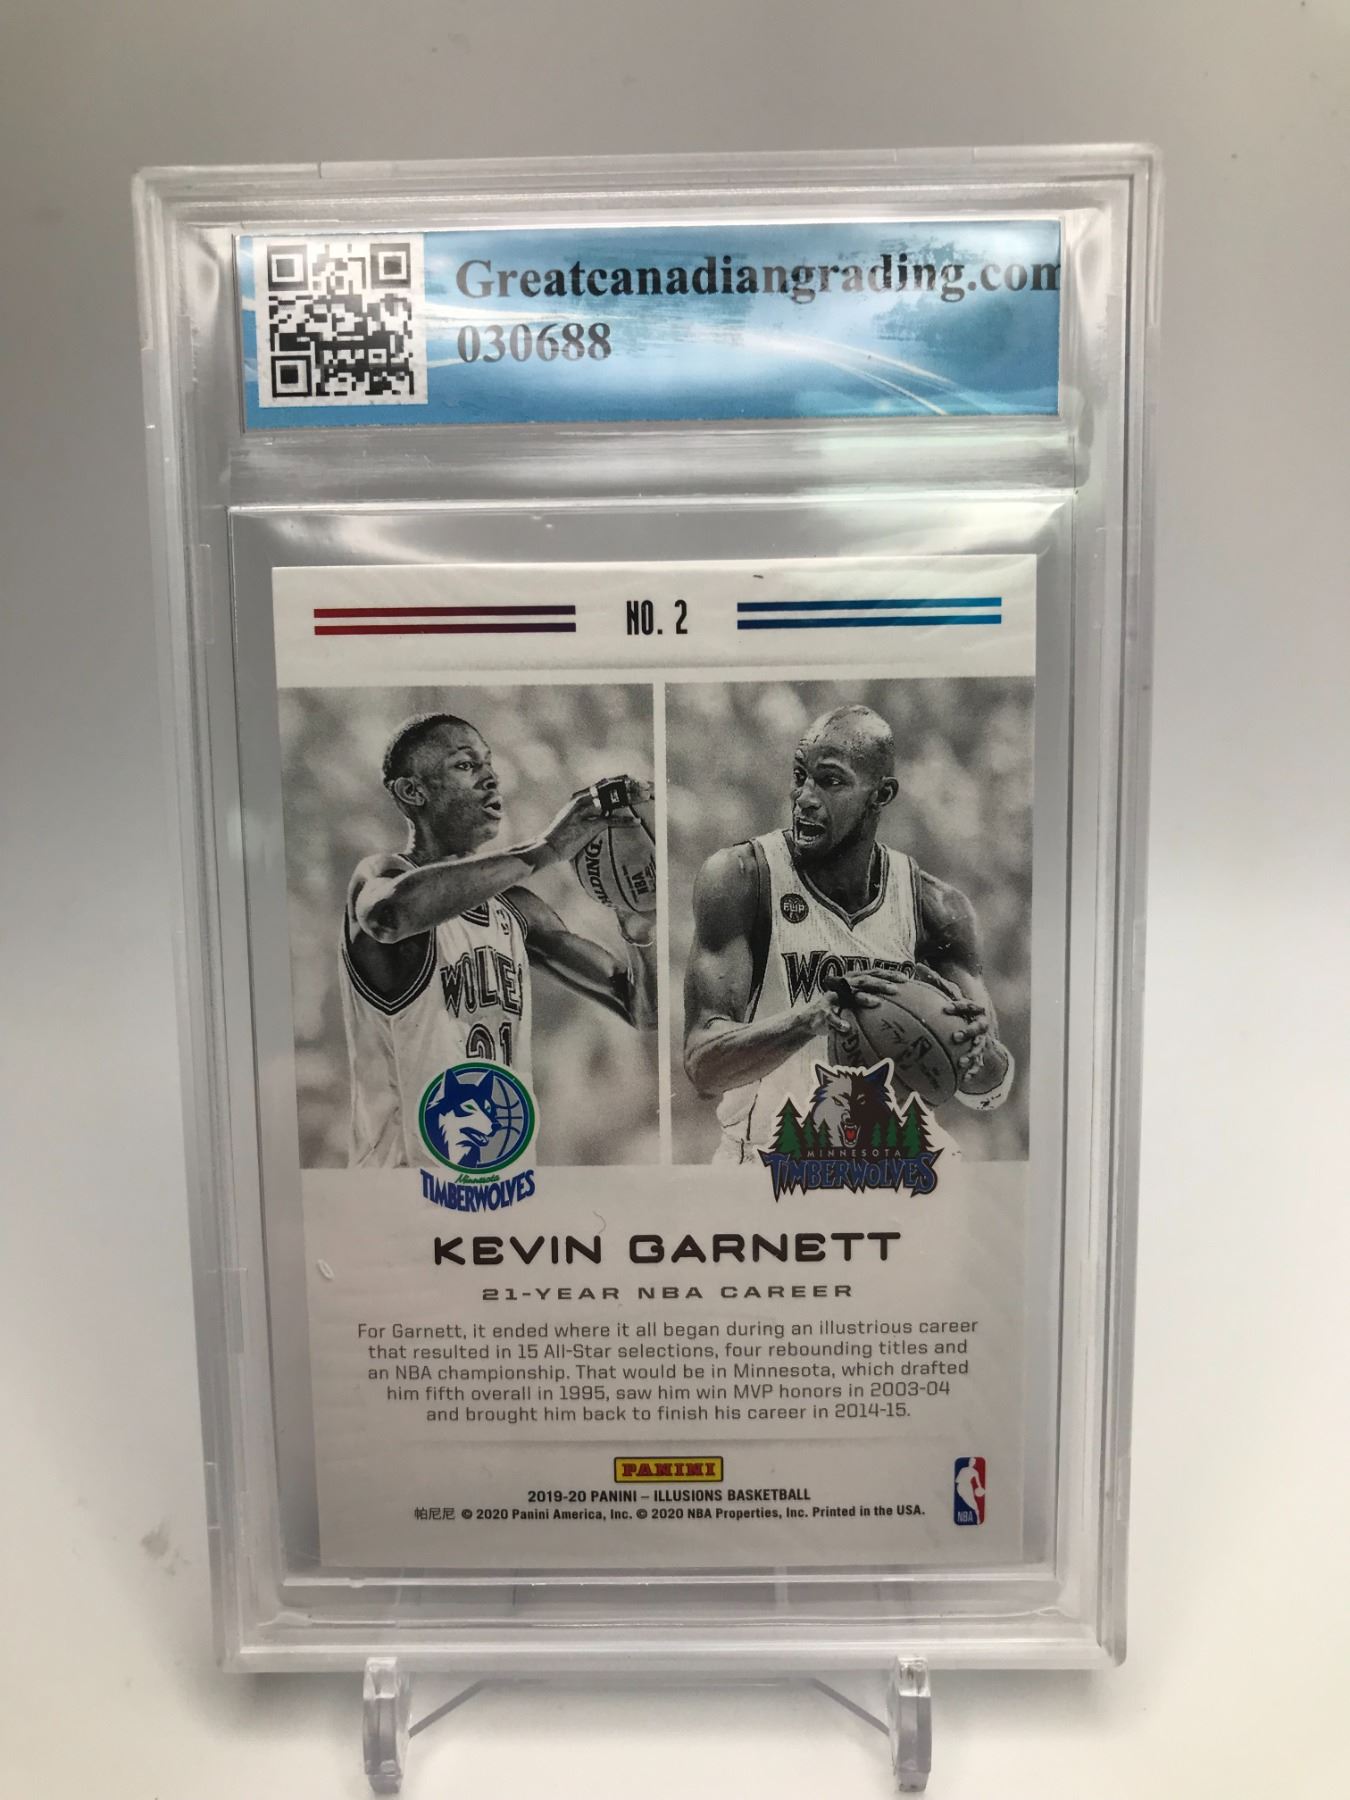 Greatcanadiangrading.com
030688
NO. 2
SPALDING
NBA
WOLVES
21
FLIP
WOLVES
Minnesota
TIMBERWOLVES
MINNESOTA
TIMBERWOLVES
KEVIN GARNETT
21-YEAR NBA CAREER
For Garnett, it ended where it all began during an illustrious career
that resulted in 15 All-Star selections, four rebounding titles and
an NBA championship. That would be in Minnesota, which drafted
him fifth overall in 1995, saw him win MVP honors in 2003-04
and brought him back to finish his career in 2014-15.
PANINI
2019-20 PANINI – ILLUSIONS BASKETBALL
帕尼尼 © 2020 Panini America, Inc. © 2020 NBA Properties, Inc. Printed in the USA.
NBA